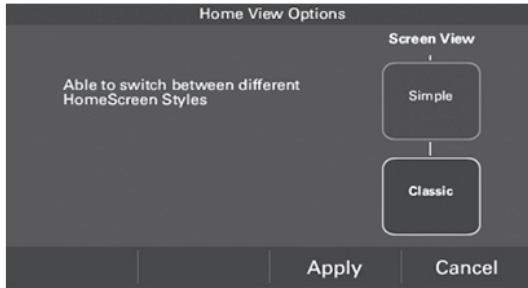 Home View Options
Screen View
Able to switch between different
HomeScreen Styles
Simple
Classic
Apply
Cancel